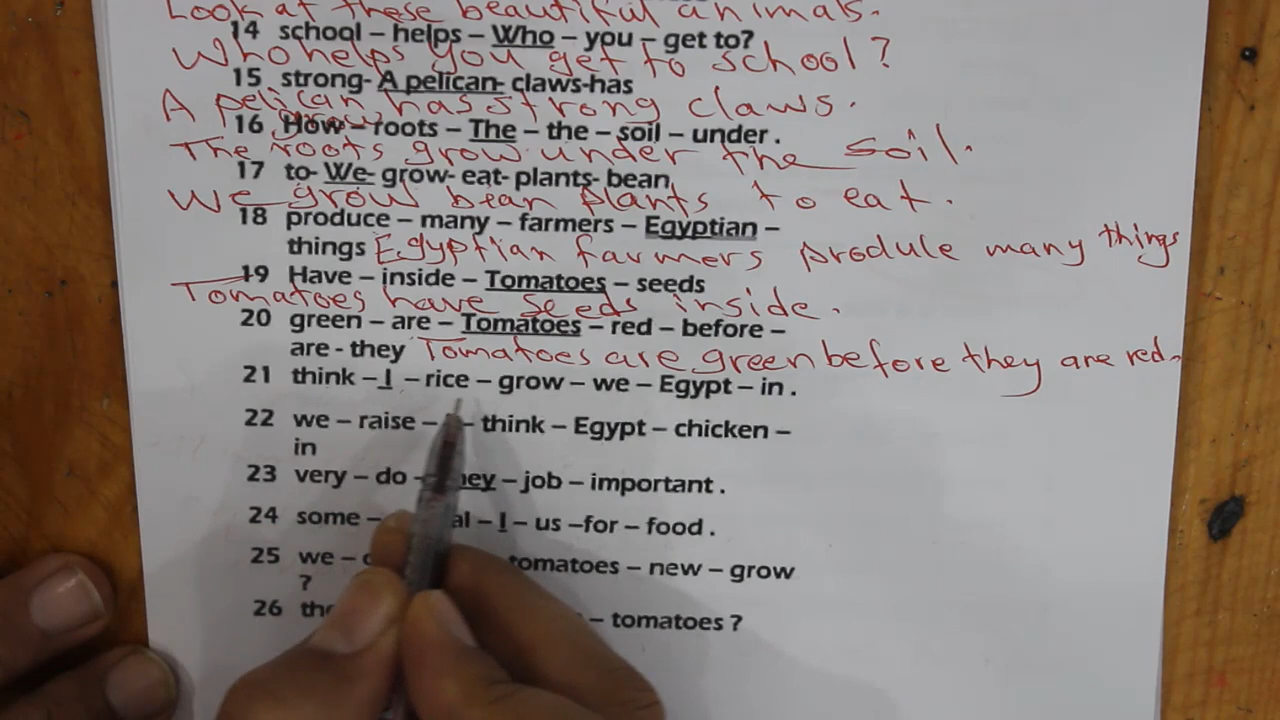 Look at these beautiful animals.
14 school – helps – Who – you – get to?
Who helps you get to school?
15 strong- A pelican- claws-has
A pelican has strong claws.
grow
16 How – roots – The – the – soil – under .
The roots grow under the soil.
17 to- We- grow- eat- plants- bean
We grow bean plants to eat.
18 produce – many – farmers – Egyptian –
things Egyptian farmers produce many things
19 Have – inside – Tomatoes – seeds
Tomatoes have seeds inside.
20 green – are – Tomatoes – red – before –
are - they Tomatoes are green before they are red.
21 think – I – rice – grow – we – Egypt – in .
22 we – raise – – think – Egypt – chicken –
in
23 very – do – – job – important .
24 some – – I – us –for – food .
25 we – tomatoes – new – grow
?
26 – tomatoes ?